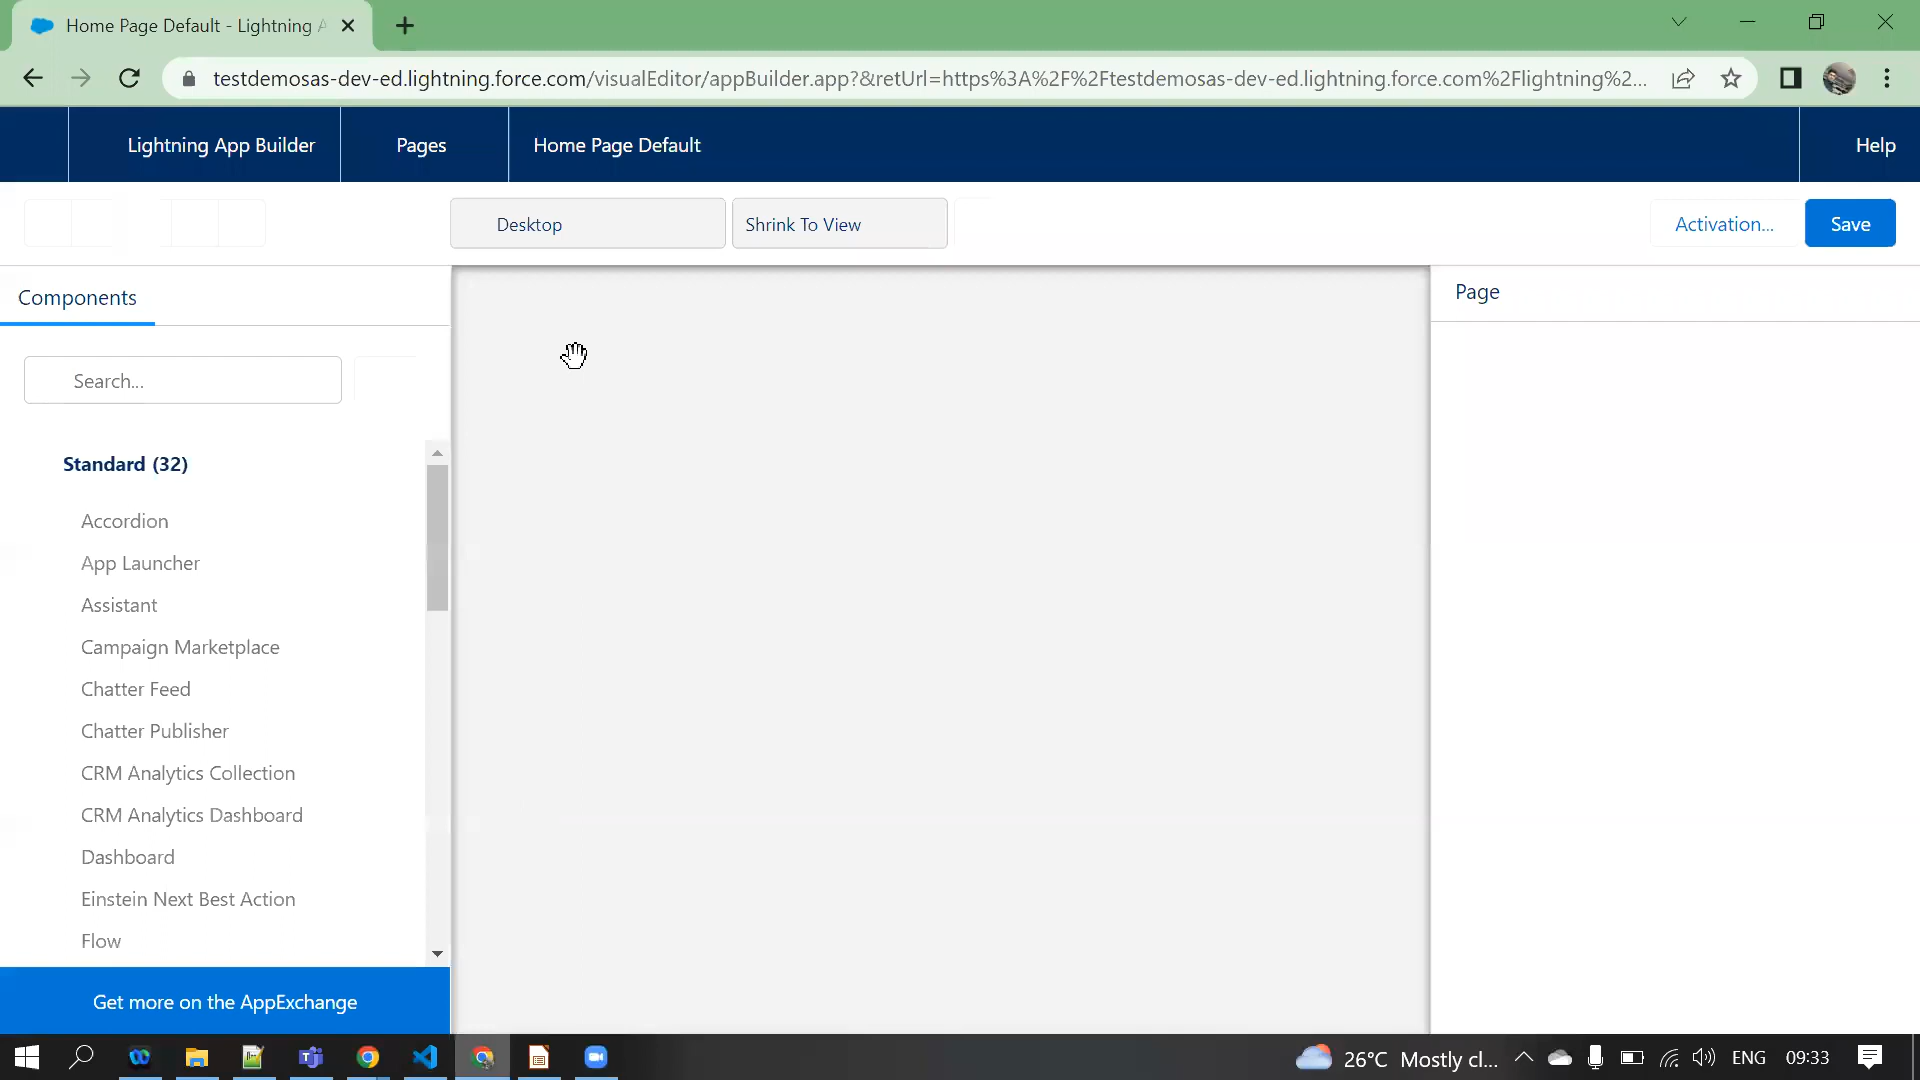 Home Page Default - Lightning A
testdemosas-dev-ed.lightning.force.com/visualEditor/appBuilder.app?&retUrl=https%3A%2F%2Ftestdemosas-dev-ed.lightning.force.com%2Flightning%2...
Lightning App Builder
Pages
Home Page Default
Help
Desktop
Shrink To View
Activation...
Save
Components
Page
Search...
Standard (32)
Accordion
App Launcher
Assistant
Campaign Marketplace
Chatter Feed
Chatter Publisher
CRM Analytics Collection
CRM Analytics Dashboard
Dashboard
Einstein Next Best Action
Flow
Get more on the AppExchange
26°C Mostly cl...
ENG
09:33